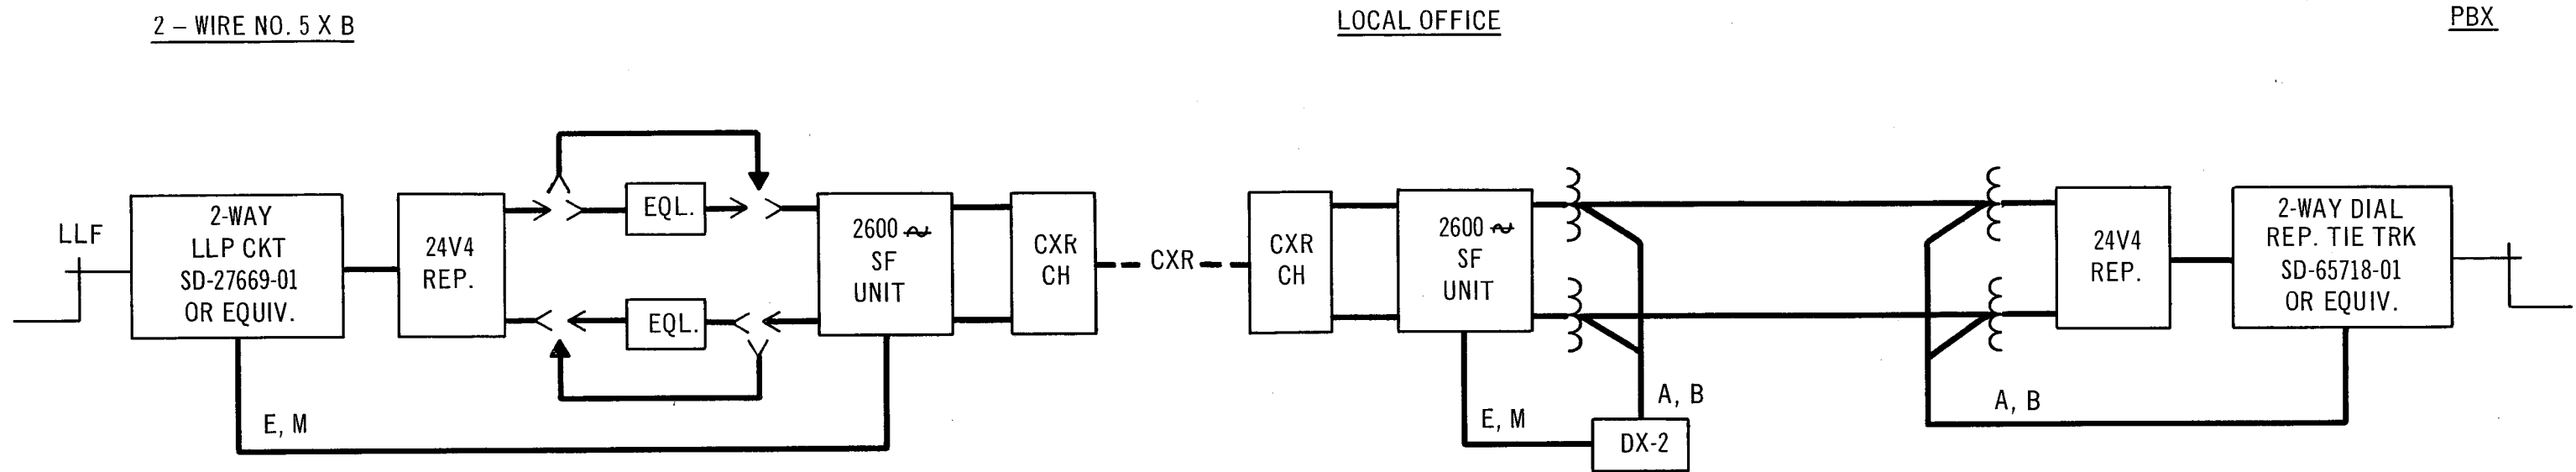 2 – WIRE NO. 5 X B
LOCAL OFFICE
PBX
LLF
2-WAY
LLP CKT
SD-27669-01
OR EQUIV.
24V4
REP.
EQL.
EQL.
2600 ~
SF
UNIT
CXR
CH
CXR
CXR
CH
2600 ~
SF
UNIT
24V4
REP.
2-WAY DIAL
REP. TIE TRK
SD-65718-01
OR EQUIV.
E, M
E, M
A, B
DX-2
A, B